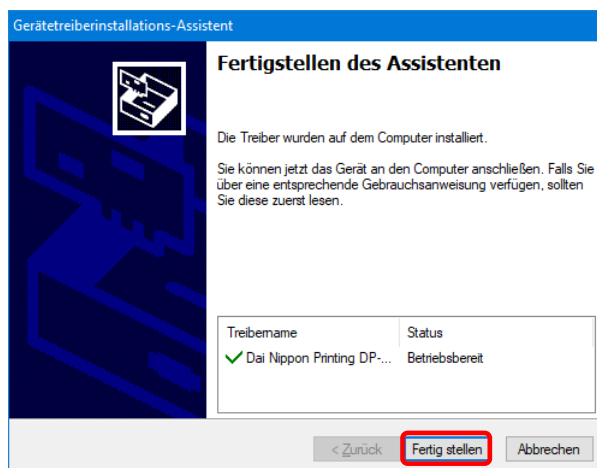 Gerätetreiberinstallations-Assistent
Fertigstellen des Assistenten
Die Treiber wurden auf dem Computer installiert.
Sie können jetzt das Gerät an den Computer anschließen. Falls Sie
über eine entsprechende Gebrauchsanweisung verfügen, sollten
Sie diese zuerst lesen.
Treibername Status
Dai Nippon Printing DP-... Betriebsbereit
< Zurück Fertig stellen Abbrechen